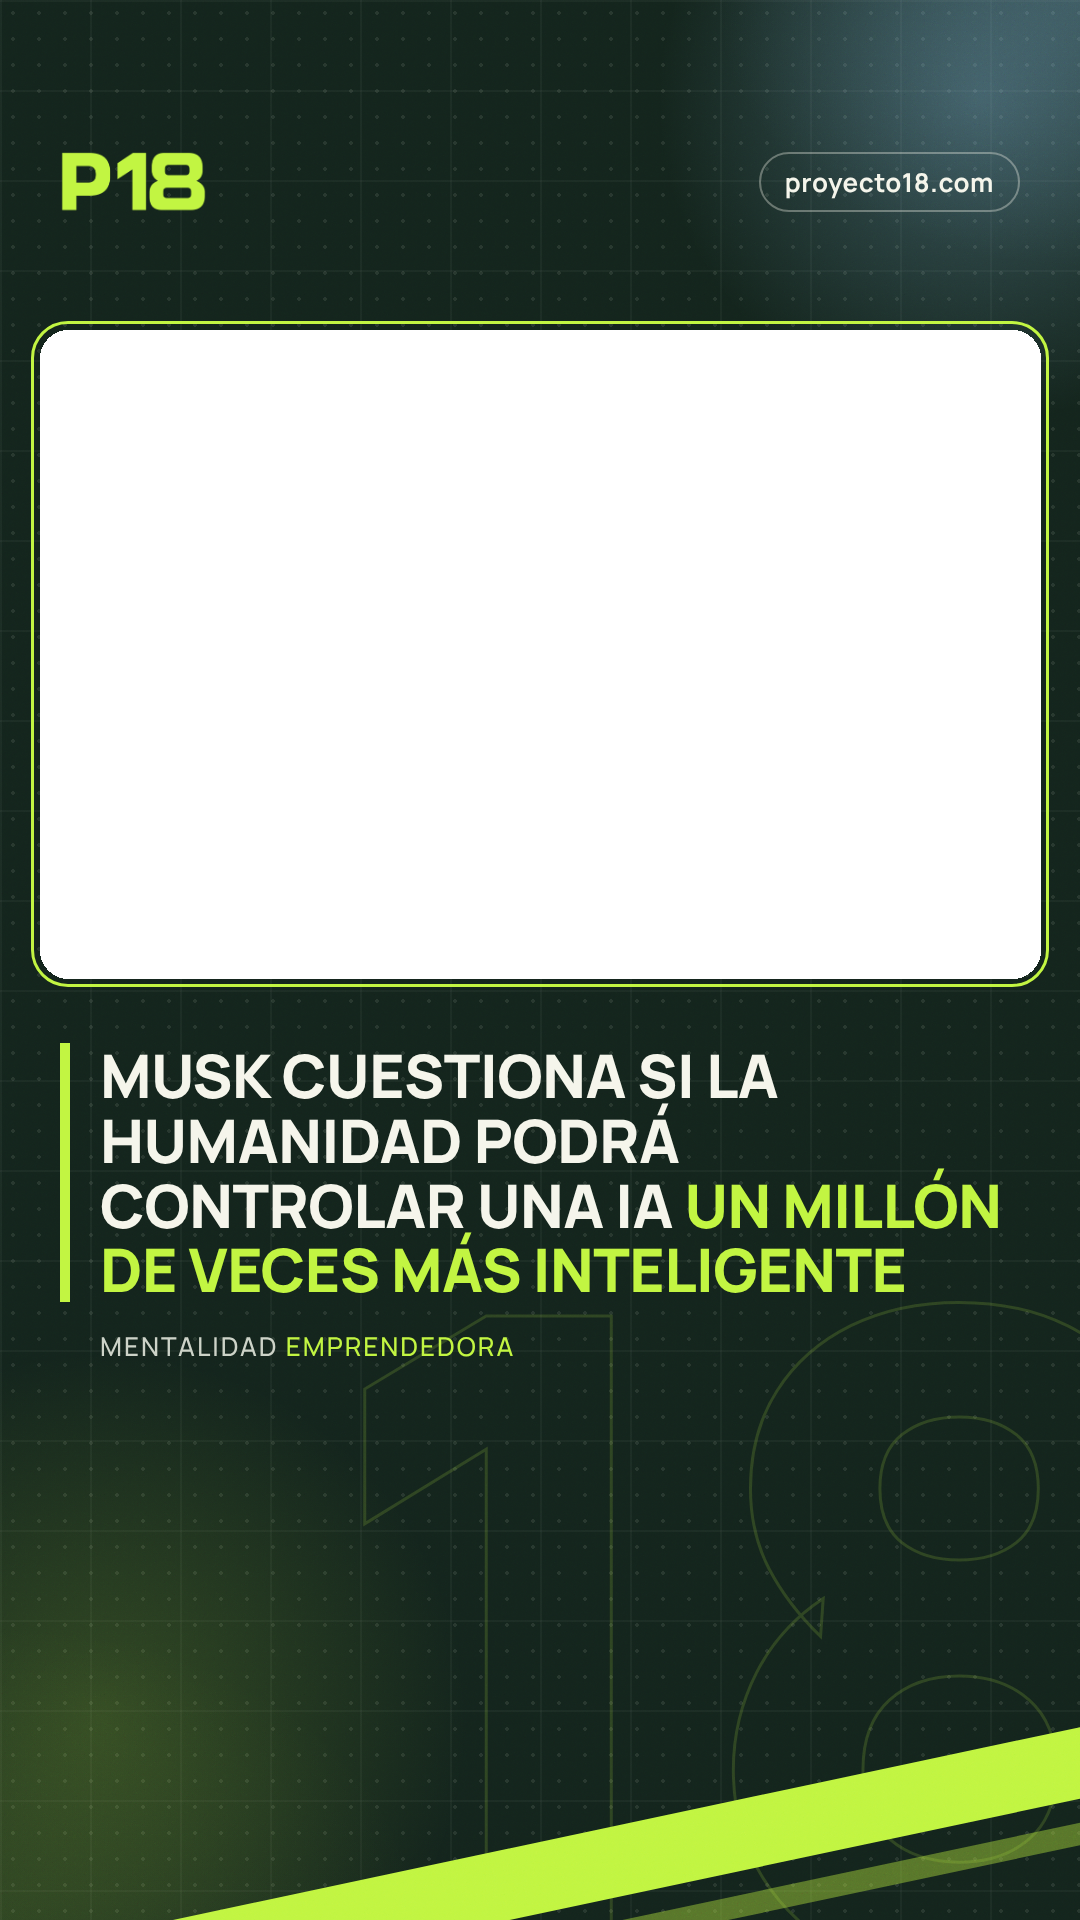 P18
proyecto18.com
MUSK CUESTIONA SI LA
HUMANIDAD PODRÁ
CONTROLAR UNA IA UN MILLÓN
DE VECES MÁS INTELIGENTE
MENTALIDAD EMPRENDEDORA
18